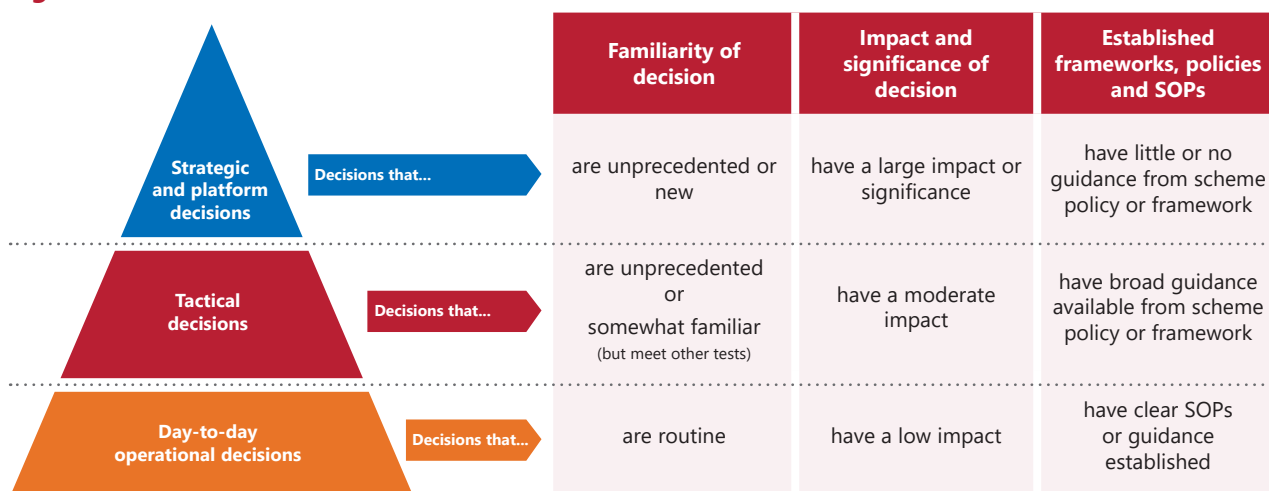 Familiarity of
decision
Impact and
significance of
decision
Established
frameworks, policies
and SOPs
Strategic
and platform
decisions
Decisions that...
are unprecedented or
new
have a large impact or
significance
have little or no
guidance from scheme
policy or framework
Tactical
decisions
Decisions that...
are unprecedented
or
somewhat familiar
(but meet other tests)
have a moderate
impact
have broad guidance
available from scheme
policy or framework
Day-to-day
operational decisions
Decisions that...
are routine
have a low impact
have clear SOPs
or guidance
established